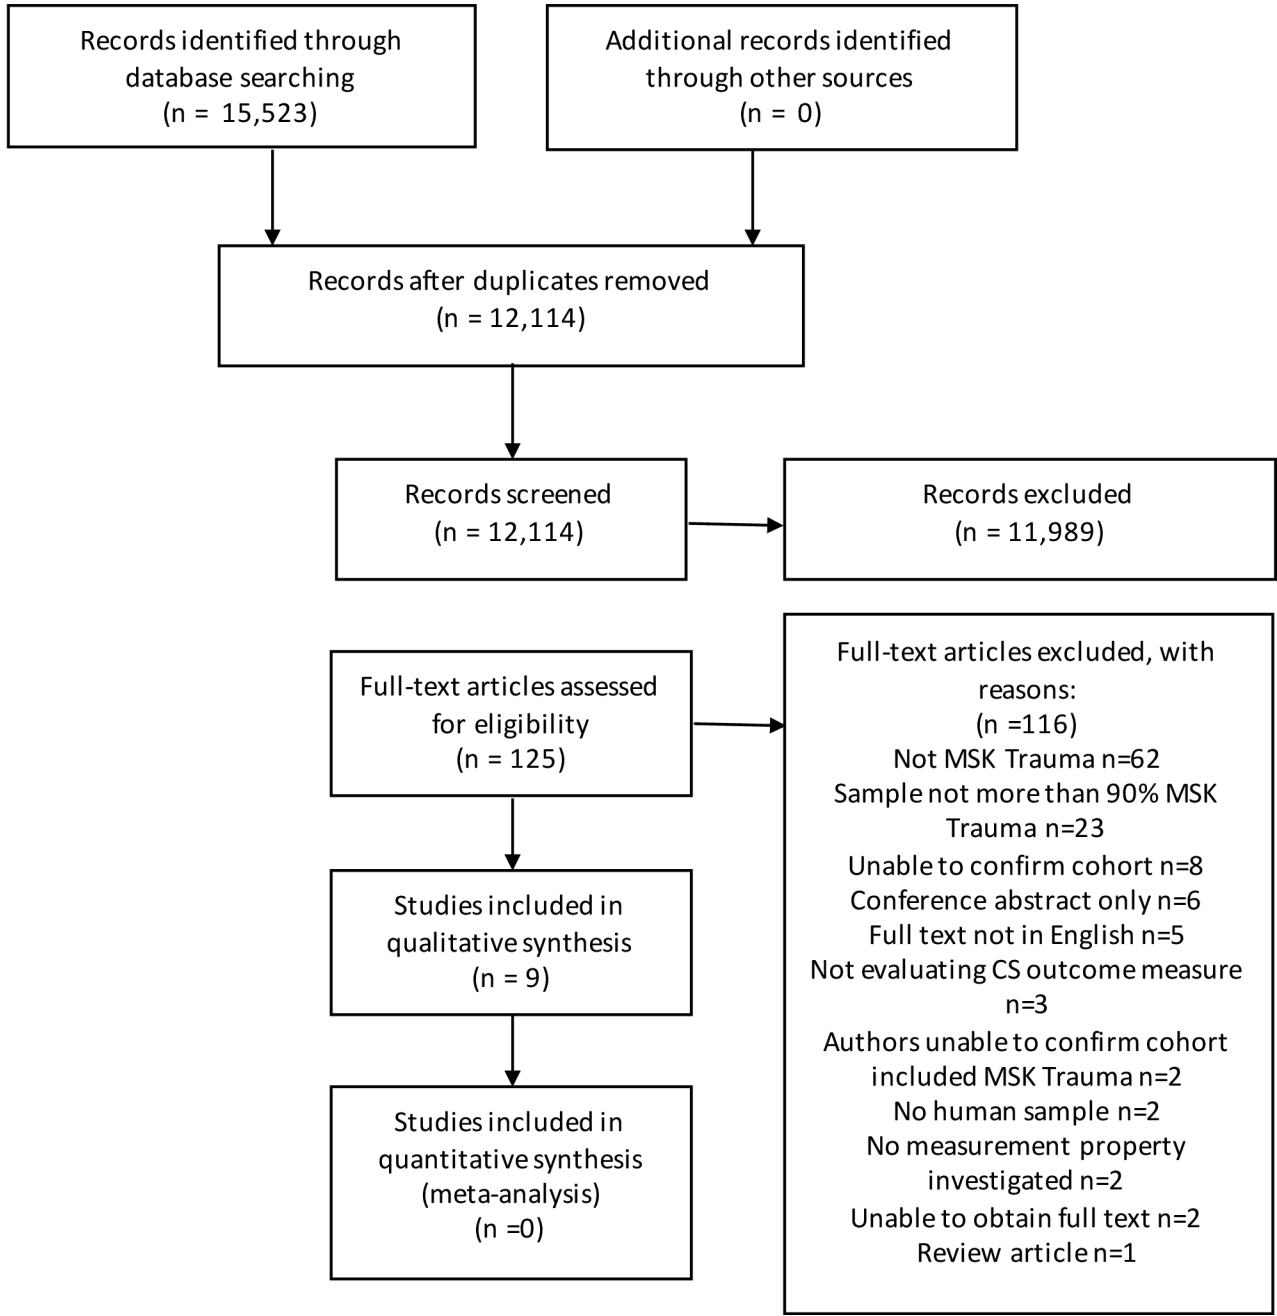 Records identified through
database searching
(n = 15,523)
Additional records identified
through other sources
(n = 0)
Records after duplicates removed
(n = 12,114)
Records screened
(n = 12,114)
Records excluded
(n = 11,989)
Full-text articles assessed
for eligibility
(n = 125)
Full-text articles excluded, with
reasons:
(n =116)
Not MSK Trauma n=62
Sample not more than 90% MSK
Trauma n=23
Unable to confirm cohort n=8
Conference abstract only n=6
Full text not in English n=5
Not evaluating CS outcome measure
n=3
Authors unable to confirm cohort
included MSK Trauma n=2
No human sample n=2
No measurement property
investigated n=2
Unable to obtain full text n=2
Review article n=1
Studies included in
qualitative synthesis
(n = 9)
Studies included in
quantitative synthesis
(meta-analysis)
(n =0)